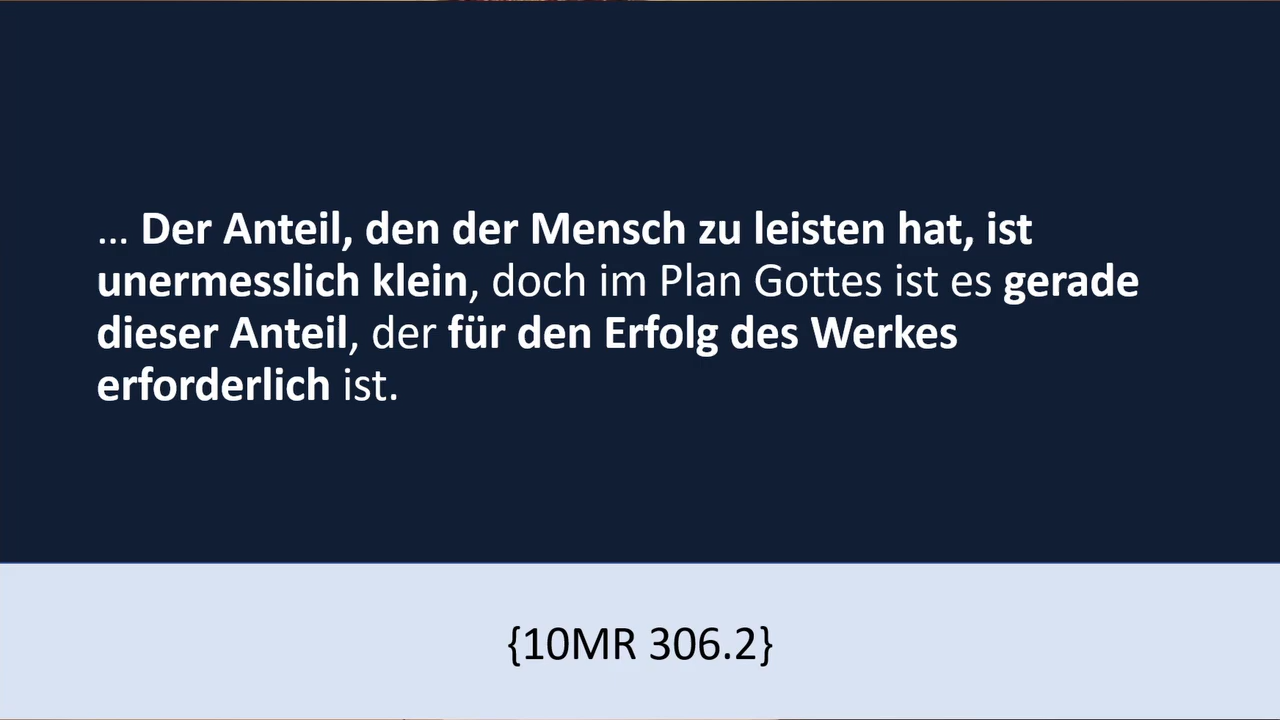 ... Der Anteil, den der Mensch zu leisten hat, ist
unermesslich klein, doch im Plan Gottes ist es gerade
dieser Anteil, der für den Erfolg des Werkes
erforderlich ist.
{10MR 306.2}